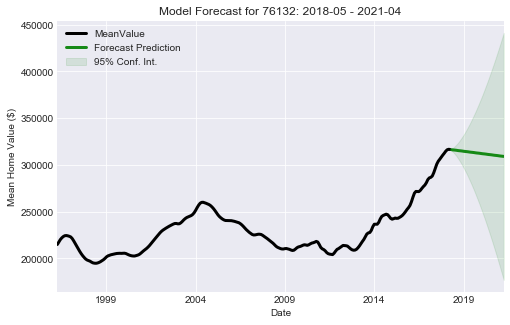 Model Forecast for 76132: 2018-05 - 2021-04
MeanValue
Forecast Prediction
95% Conf. Int.
450000
400000
350000
300000
250000
200000
Mean Home Value ($)
1999 2004 2009 2014 2019
Date